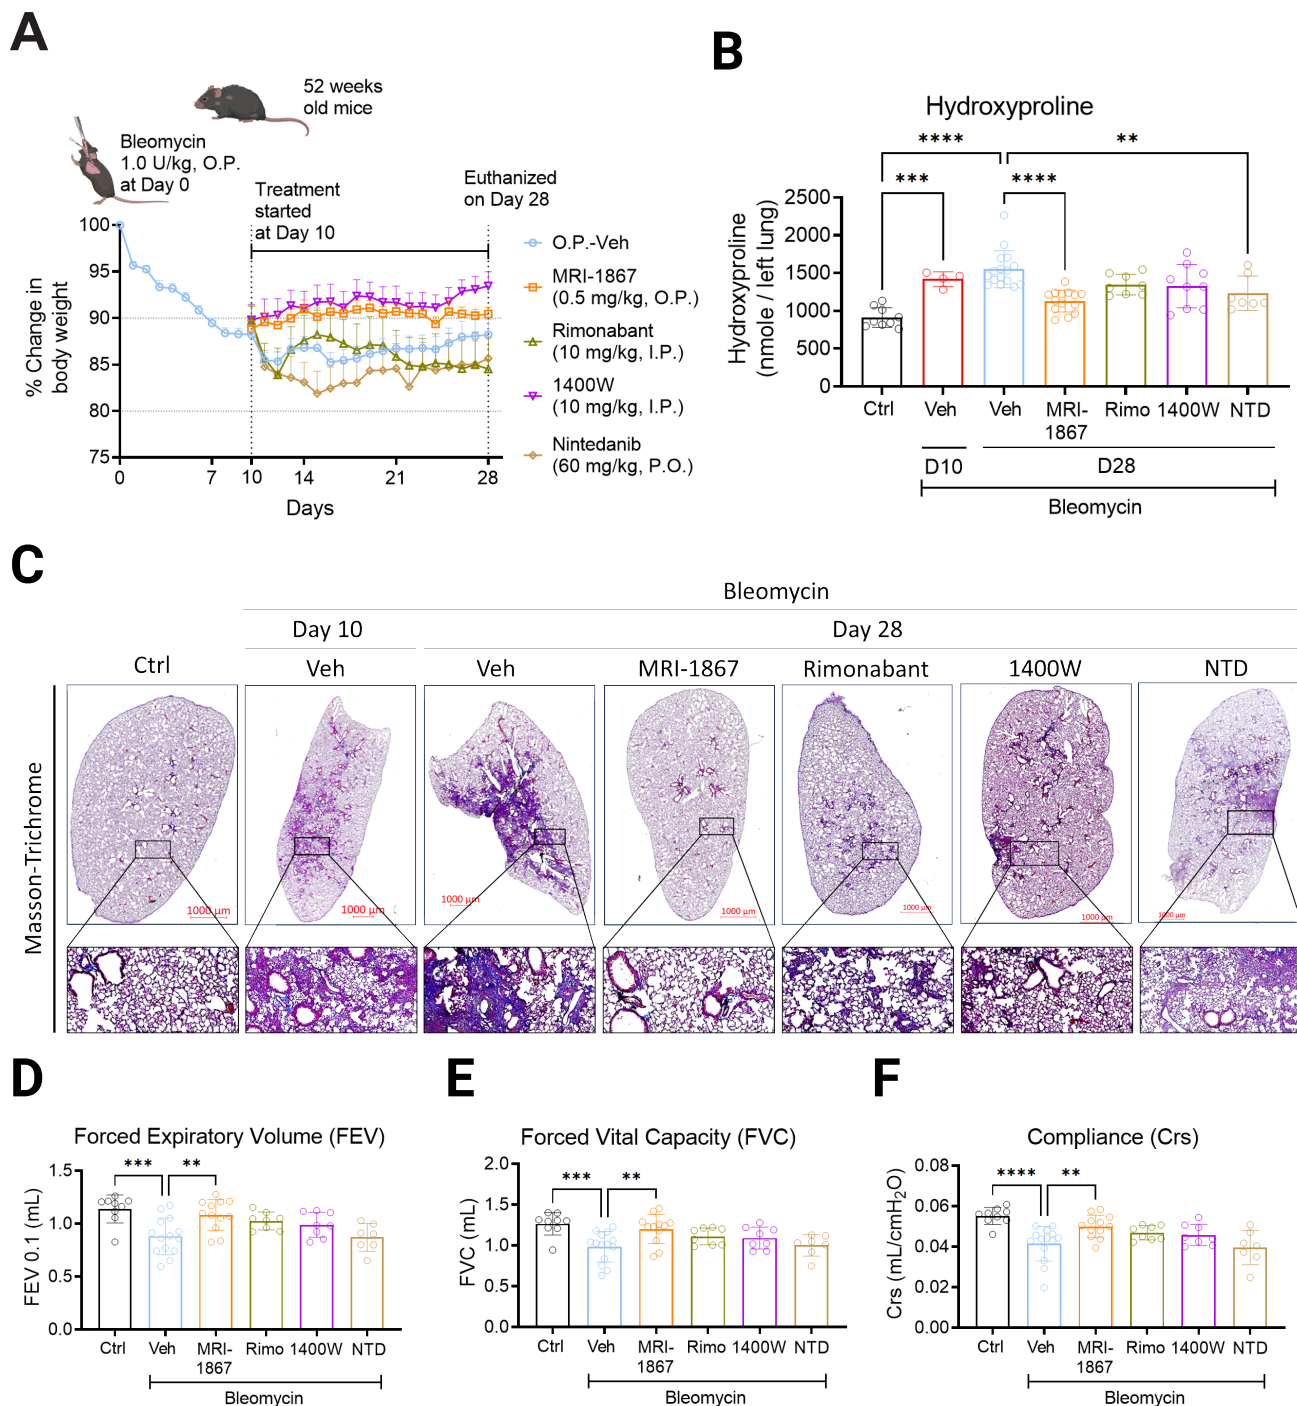 A
52 weeks
old mice
Bleomycin
1.0 U/kg, O.P.
at Day 0
Treatment
started
at Day 10
Euthanized
on Day 28
% Change in
body weight
100
95
90
85
80
75
0
7
10
14
21
28
Days
O.P.-Veh
MRI-1867
(0.5 mg/kg, O.P.)
Rimonabant
(10 mg/kg, I.P.)
1400W
(10 mg/kg, I.P.)
Nintedanib
(60 mg/kg, P.O.)
B
Hydroxyproline
****
**
***
****
Hydroxyproline
(nmole / left lung)
2500
2000
1500
1000
500
0
Ctrl
Veh
Veh
MRI-
1867
Rimo
1400W
NTD
D10
D28
Bleomycin
C
Bleomycin
Day 10
Day 28
Ctrl
Veh
Veh
MRI-1867
Rimonabant
1400W
NTD
Masson-Trichrome
1000 µm
1000 µm
1000 µm
1000 µm
1000 µm
1000 µm
1000 µm
D
Forced Expiratory Volume (FEV)
***
**
FEV 0.1 (mL)
1.5
1.0
0.5
0.0
Ctrl
Veh
MRI-
1867
Rimo
1400W
NTD
Bleomycin
E
Forced Vital Capacity (FVC)
***
**
FVC (mL)
2.0
1.5
1.0
0.5
0.0
Ctrl
Veh
MRI-
1867
Rimo
1400W
NTD
Bleomycin
F
Compliance (Crs)
****
**
Crs (mL/cmH₂O)
0.08
0.06
0.04
0.02
0.00
Ctrl
Veh
MRI-
1867
Rimo
1400W
NTD
Bleomycin